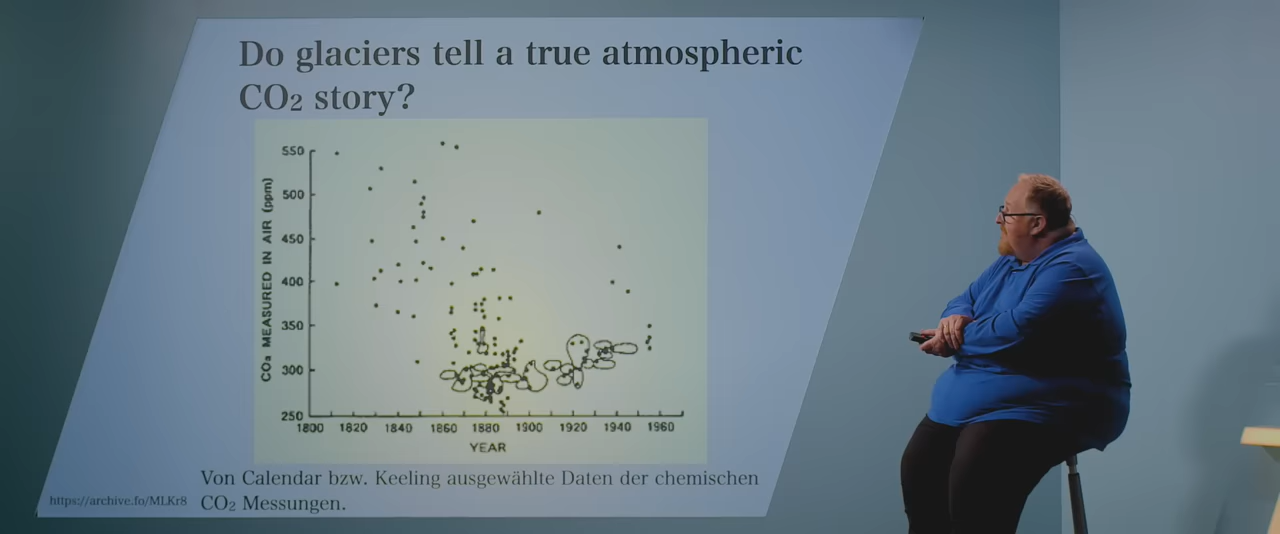 Do glaciers tell a true atmospheric
CO₂ story?
550
500
450
400
350
300
250
CO₂ MEASURED IN AIR (ppm)
1800 1820 1840 1860 1880 1900 1920 1940 1960
YEAR
Von Calendar bzw. Keeling ausgewählte Daten der chemischen
CO₂ Messungen.
https://archive.fo/MLKr8